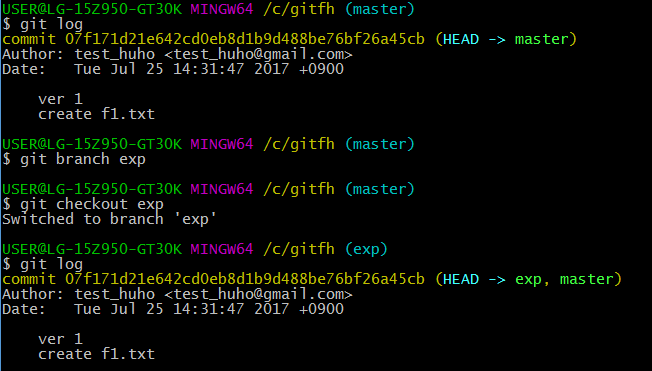 USER@LG-15Z950-GT30K MINGW64 /c/gitfh (master)
$ git log
commit 07f171d21e642cd0eb8d1b9d488be76bf26a45cb (HEAD -> master)
Author: test_huho <test_huho@gmail.com>
Date:   Tue Jul 25 14:31:47 2017 +0900
    ver 1
    create f1.txt
USER@LG-15Z950-GT30K MINGW64 /c/gitfh (master)
$ git branch exp
USER@LG-15Z950-GT30K MINGW64 /c/gitfh (master)
$ git checkout exp
Switched to branch 'exp'
USER@LG-15Z950-GT30K MINGW64 /c/gitfh (exp)
$ git log
commit 07f171d21e642cd0eb8d1b9d488be76bf26a45cb (HEAD -> exp, master)
Author: test_huho <test_huho@gmail.com>
Date:   Tue Jul 25 14:31:47 2017 +0900
    ver 1
    create f1.txt